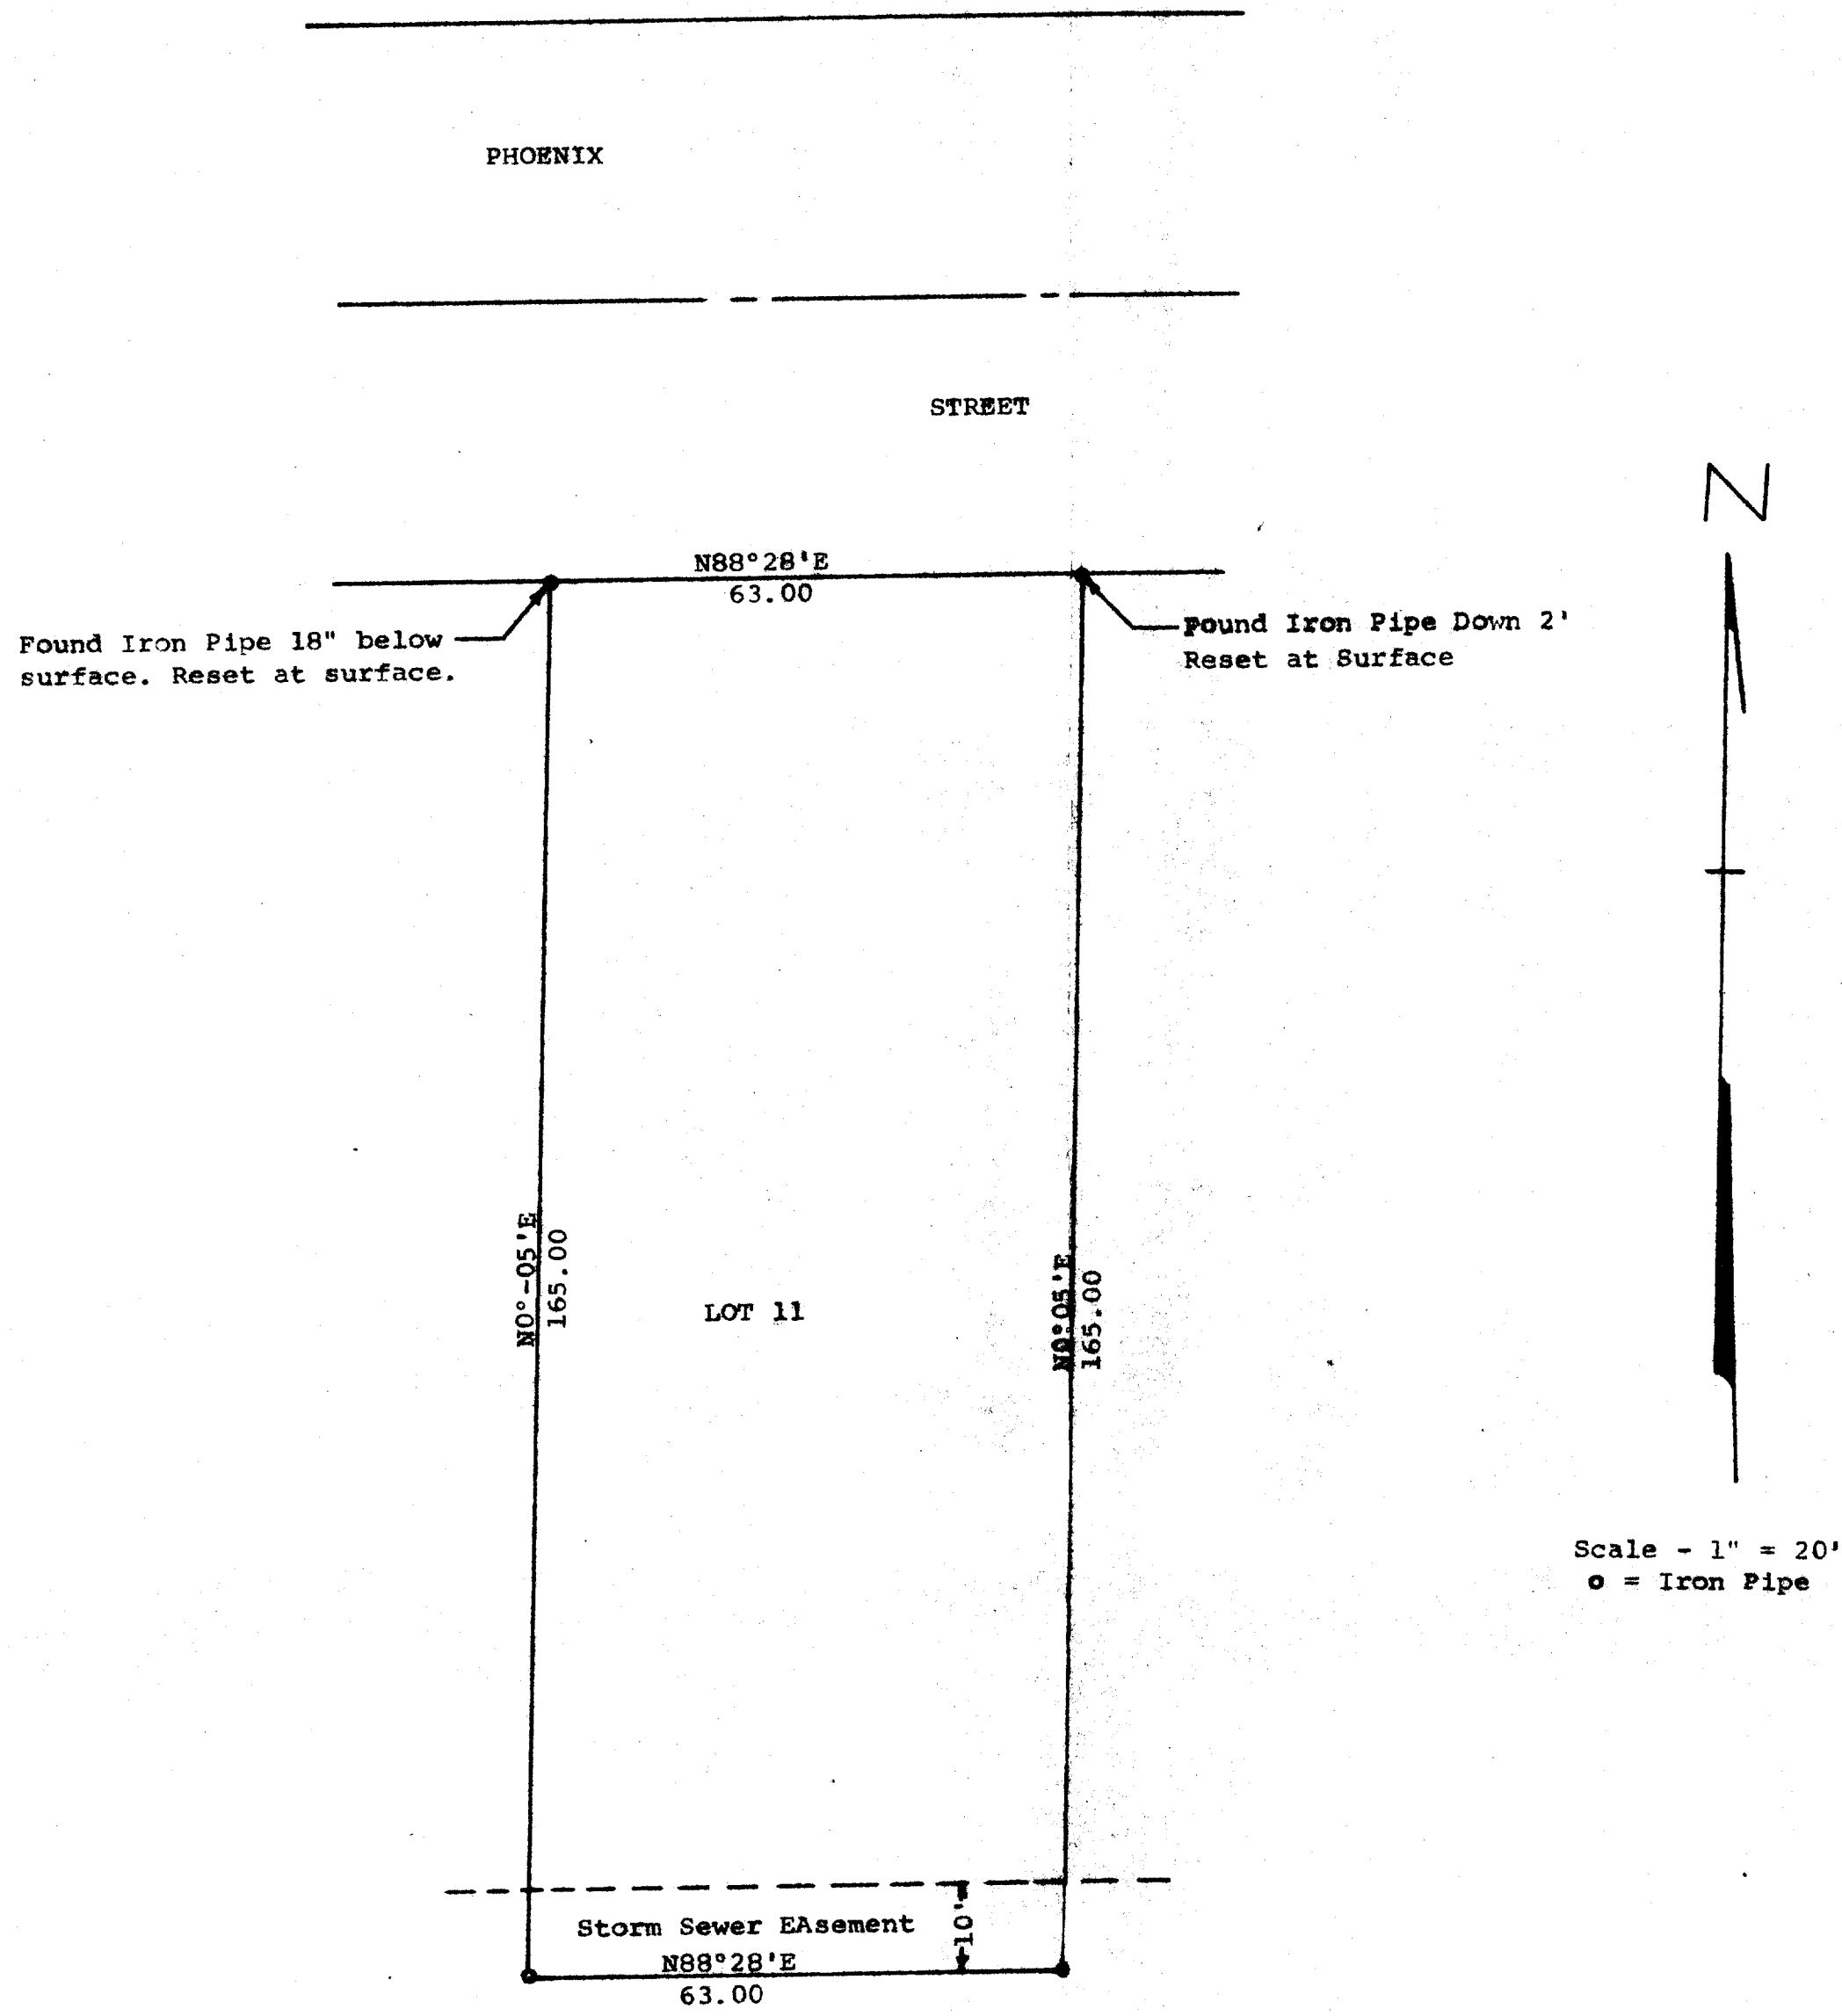 PHOENIX
STREET
N
N88°28'E
63.00
Found Iron Pipe 18" below
surface. Reset at surface.
Found Iron Pipe Down 2'
Reset at Surface
N0°-05'E
165.00
LOT 11
N0°05'E
165.00
Scale - 1" = 20'
o = Iron Pipe
Storm Sewer EAsement
10'
N88°28'E
63.00